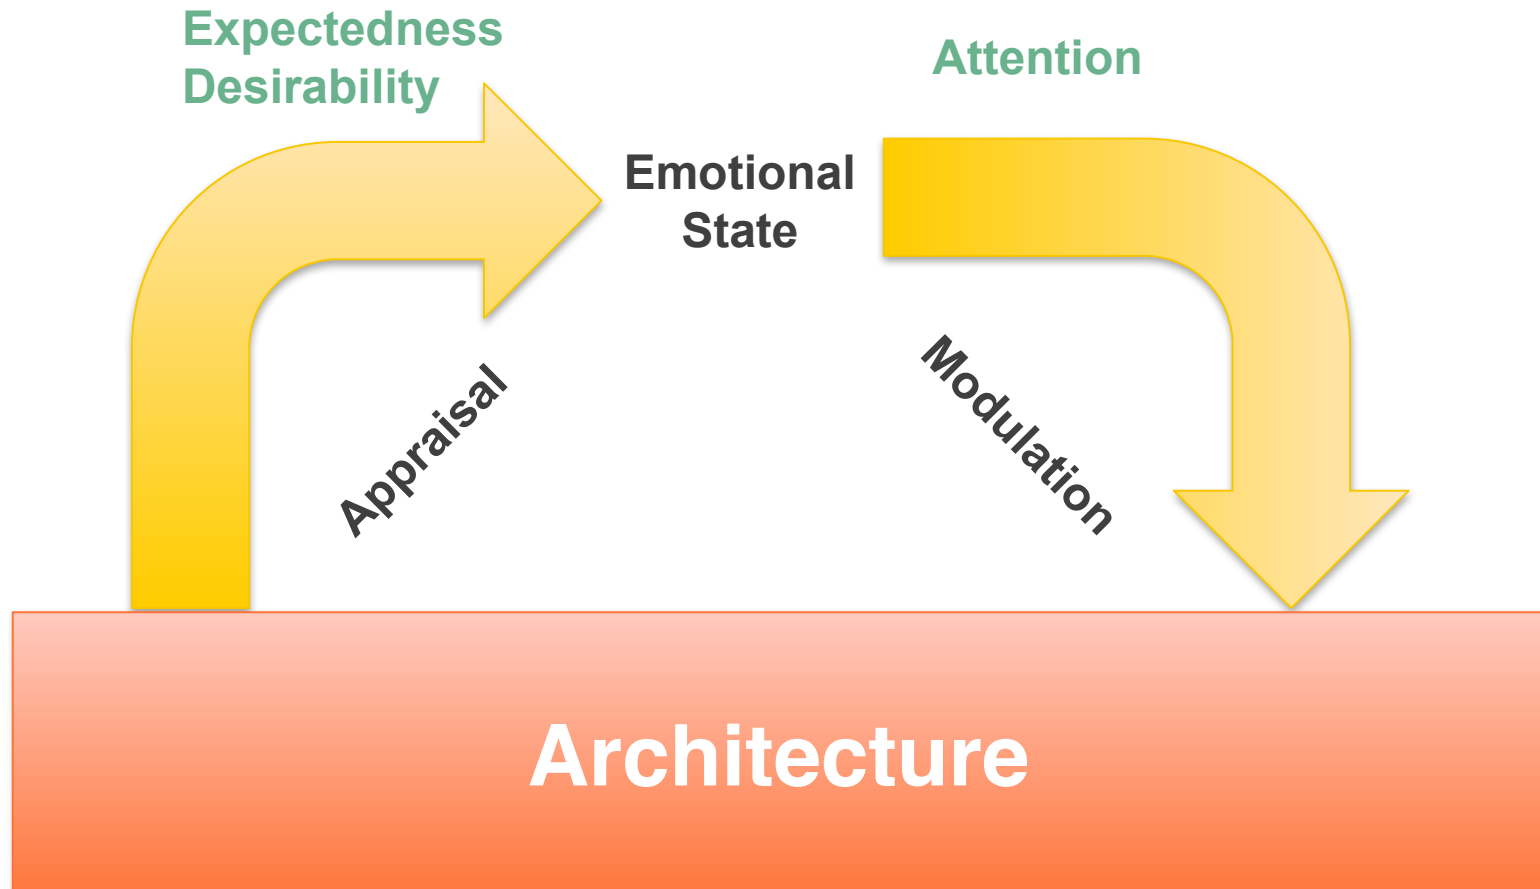 Expectedness
Desirability
Attention
Emotional
State
Appraisal
Modulation
Architecture